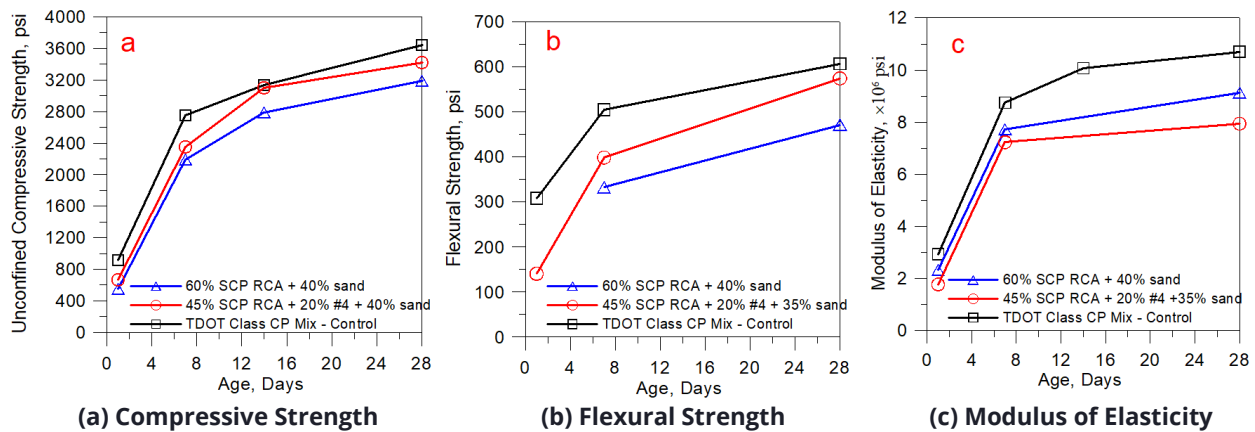 Unconfined Compressive Strength, psi
4000
3600
3200
2800
2400
2000
1600
1200
800
400
0
a
60% SCP RCA + 40% sand
45% SCP RCA + 20% #4 + 40% sand
TDOT Class CP Mix - Control
0 4 8 12 16 20 24 28
Age, Days
(a) Compressive Strength
Flexural Strength, psi
700
600
500
400
300
200
100
0
b
60% SCP RCA + 40% sand
45% SCP RCA + 20% #4 + 35% sand
TDOT Class CP Mix - Control
0 4 8 12 16 20 24 28
Age, Days
(b) Flexural Strength
Modulus of Elasticity, ×10⁶ psi
12
10
8
6
4
2
0
c
60% SCP RCA + 40% sand
45% SCP RCA + 20% #4 +35% sand
TDOT Class CP Mix - Control
0 4 8 12 16 20 24 28
Age, Days
(c) Modulus of Elasticity